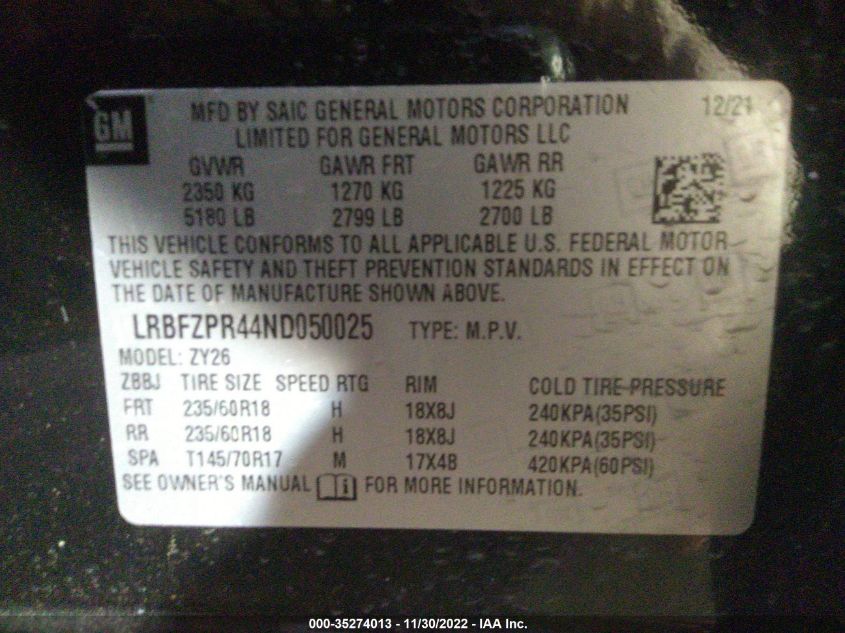 GM
MFD BY SAIC GENERAL MOTORS CORPORATION 12/21
LIMITED FOR GENERAL MOTORS LLC
GVWR GAWR FRT GAWR RR
2350 KG 1270 KG 1225 KG
5180 LB 2799 LB 2700 LB
THIS VEHICLE CONFORMS TO ALL APPLICABLE U.S. FEDERAL MOTOR
VEHICLE SAFETY AND THEFT PREVENTION STANDARDS IN EFFECT ON
THE DATE OF MANUFACTURE SHOWN ABOVE.
LRBFZPR44ND050025 TYPE: M.P.V.
MODEL: ZY26
ZBBJ TIRE SIZE SPEED RTG RIM COLD TIRE PRESSURE
FRT 235/60R18 H 18X8J 240KPA(35PSI)
RR 235/60R18 H 18X8J 240KPA(35PSI)
SPA T145/70R17 M 17X4B 420KPA(60PSI)
SEE OWNER'S MANUAL i FOR MORE INFORMATION.
000-35274013 - 11/30/2022 - IAA Inc.